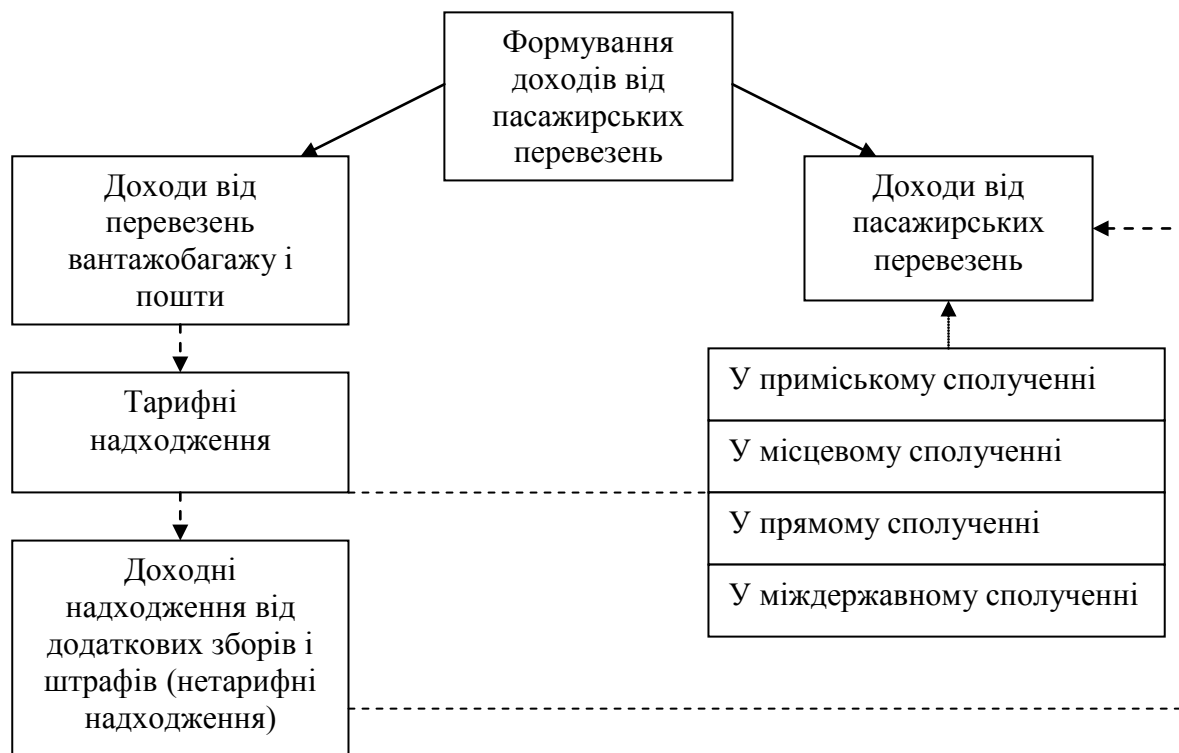 Формування
доходів від
пасажирських
перевезень
Доходи від
перевезень
вантажобагажу і
пошти
Доходи від
пасажирських
перевезень
Тарифні
надходження
У приміському сполученні
У місцевому сполученні
У прямому сполученні
У міждержавному сполученні
Доходні
надходження від
додаткових зборів і
штрафів (нетарифні
надходження)